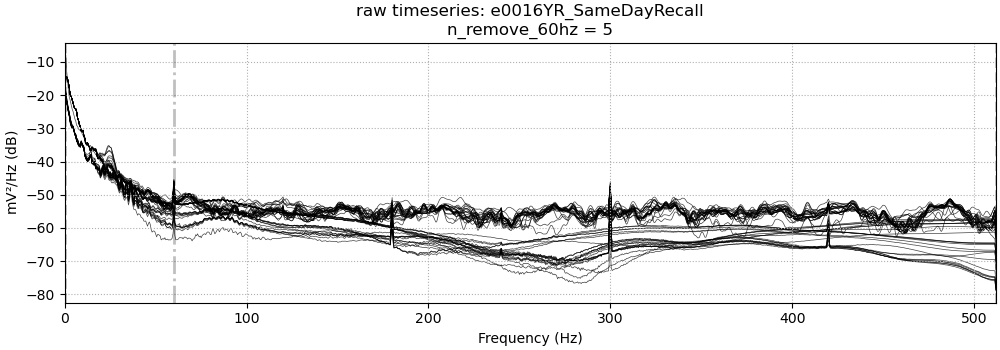 raw timeseries: e0016YR_SameDayRecall
n_remove_60hz = 5
mV²/Hz (dB)
−10
−20
−30
−40
−50
−60
−70
−80
0 100 200 300 400 500
Frequency (Hz)